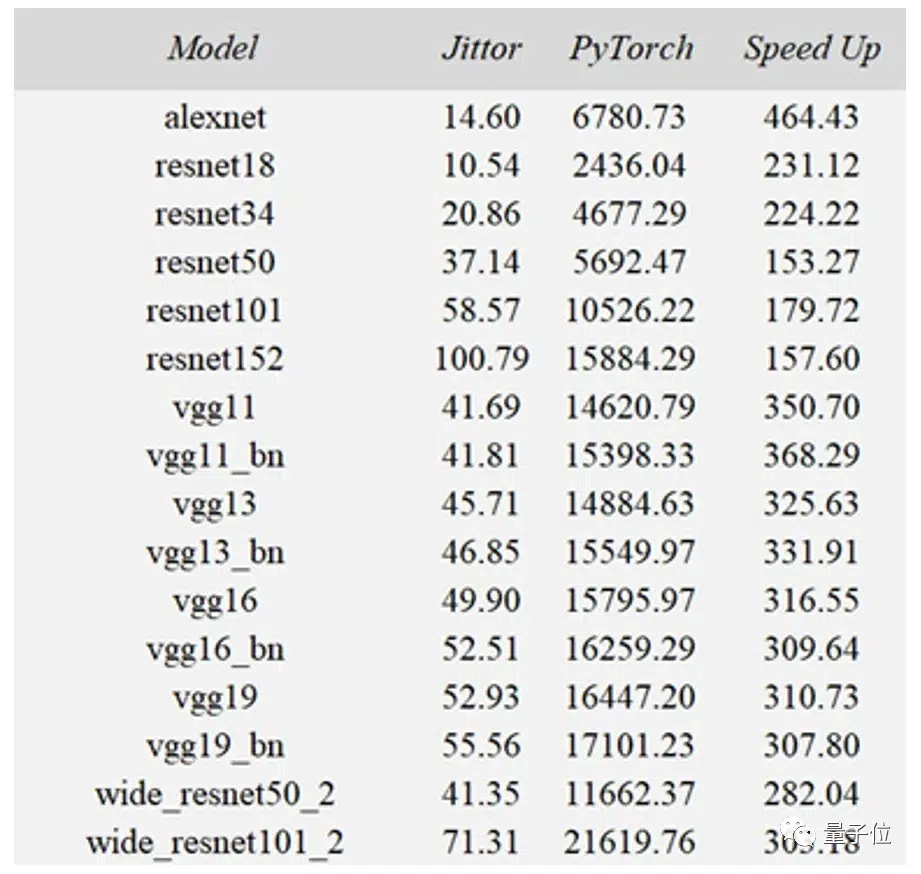 Model Jittor PyTorch Speed Up
alexnet 14.60 6780.73 464.43
resnet18 10.54 2436.04 231.12
resnet34 20.86 4677.29 224.22
resnet50 37.14 5692.47 153.27
resnet101 58.57 10526.22 179.72
resnet152 100.79 15884.29 157.60
vgg11 41.69 14620.79 350.70
vgg11_bn 41.81 15398.33 368.29
vgg13 45.71 14884.63 325.63
vgg13_bn 46.85 15549.97 331.91
vgg16 49.90 15795.97 316.55
vgg16_bn 52.51 16259.29 309.64
vgg19 52.93 16447.20 310.73
vgg19_bn 55.56 17101.23 307.80
wide_resnet50_2 41.35 11662.37 282.04
wide_resnet101_2 71.31 21619.76
量子位